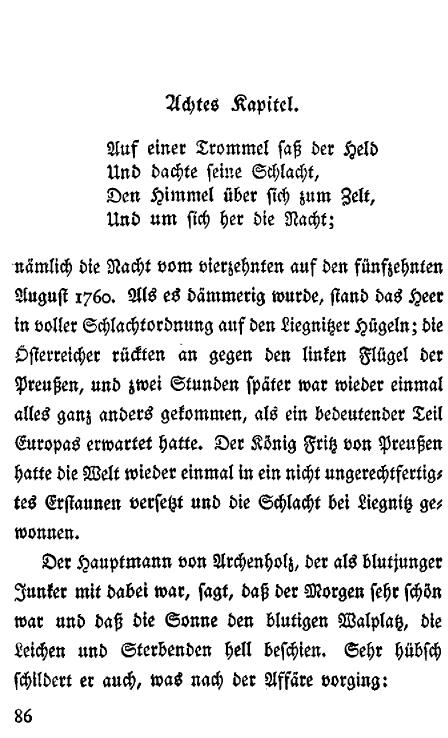 Achtes Kapitel.
Auf einer Trommel saß der Held
Und dachte seine Schlacht,
Den Himmel über sich zum Zelt,
Und um sich her die Nacht;
nämlich die Nacht vom vierzehnten auf den fünfzehnten
August 1760. Als es dämmerig wurde, stand das Heer
in voller Schlachtordnung auf den Liegnitzer Hügeln; die
Österreicher rückten an gegen den linken Flügel der
Preußen, und zwei Stunden später war wieder einmal
alles ganz anders gekommen, als ein bedeutender Teil
Europas erwartet hatte. Der König Fritz von Preußen
hatte die Welt wieder einmal in ein nicht ungerechtfertig-
tes Erstaunen versetzt und die Schlacht bei Liegnitz ge-
wonnen.
Der Hauptmann von Archenholz, der als blutjunger
Junker mit dabei war, sagt, daß der Morgen sehr schön
war und daß die Sonne den blutigen Walplatz, die
Leichen und Sterbenden hell beschien. Sehr hübsch
schildert er auch, was nach der Affäre vorging:
86